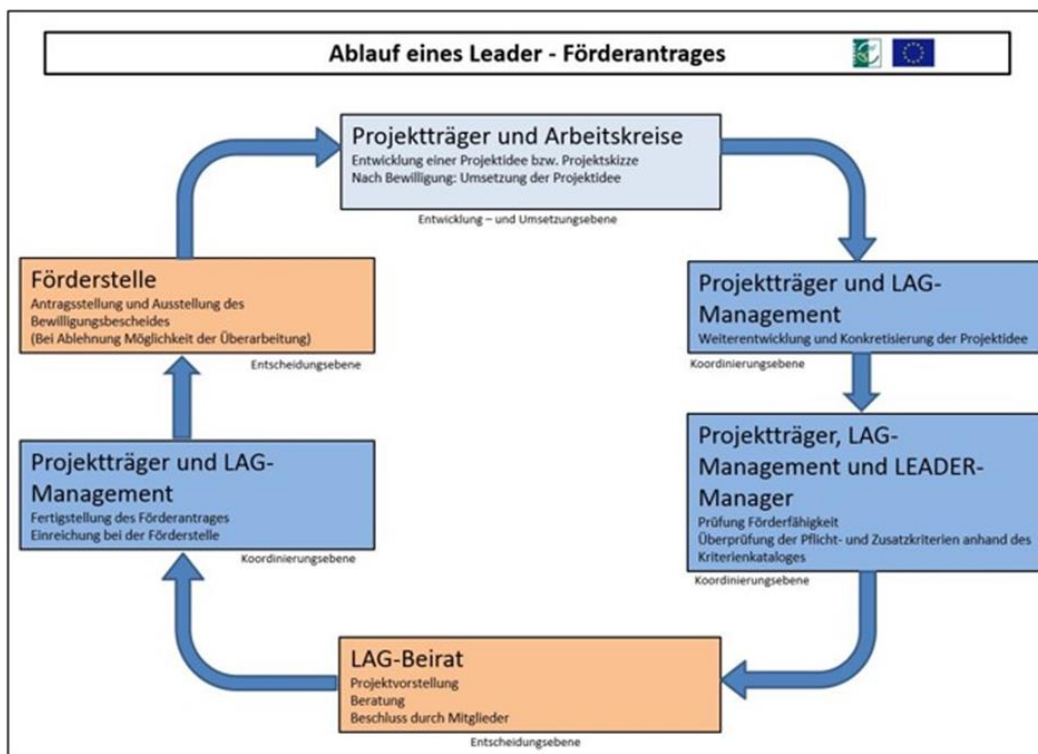 Ablauf eines Leader - Förderantrages
Projektträger und Arbeitskreise
Entwicklung einer Projektidee bzw. Projektskizze
Nach Bewilligung: Umsetzung der Projektidee
Entwicklung – und Umsetzungsebene
Projektträger und LAG-
Management
Weiterentwicklung und Konkretisierung der Projektidee
Koordinierungsebene
Projektträger, LAG-
Management und LEADER-
Manager
Prüfung Förderfähigkeit
Überprüfung der Pflicht- und Zusatzkriterien anhand des
Kriterienkataloges
Koordinierungsebene
LAG-Beirat
Projektvorstellung
Beratung
Beschluss durch Mitglieder
Entscheidungsebene
Projektträger und LAG-
Management
Fertigstellung des Förderantrages
Einreichung bei der Förderstelle
Koordinierungsebene
Förderstelle
Antragsstellung und Ausstellung des
Bewilligungsbescheides
(Bei Ablehnung Möglichkeit der Überarbeitung)
Entscheidungsebene